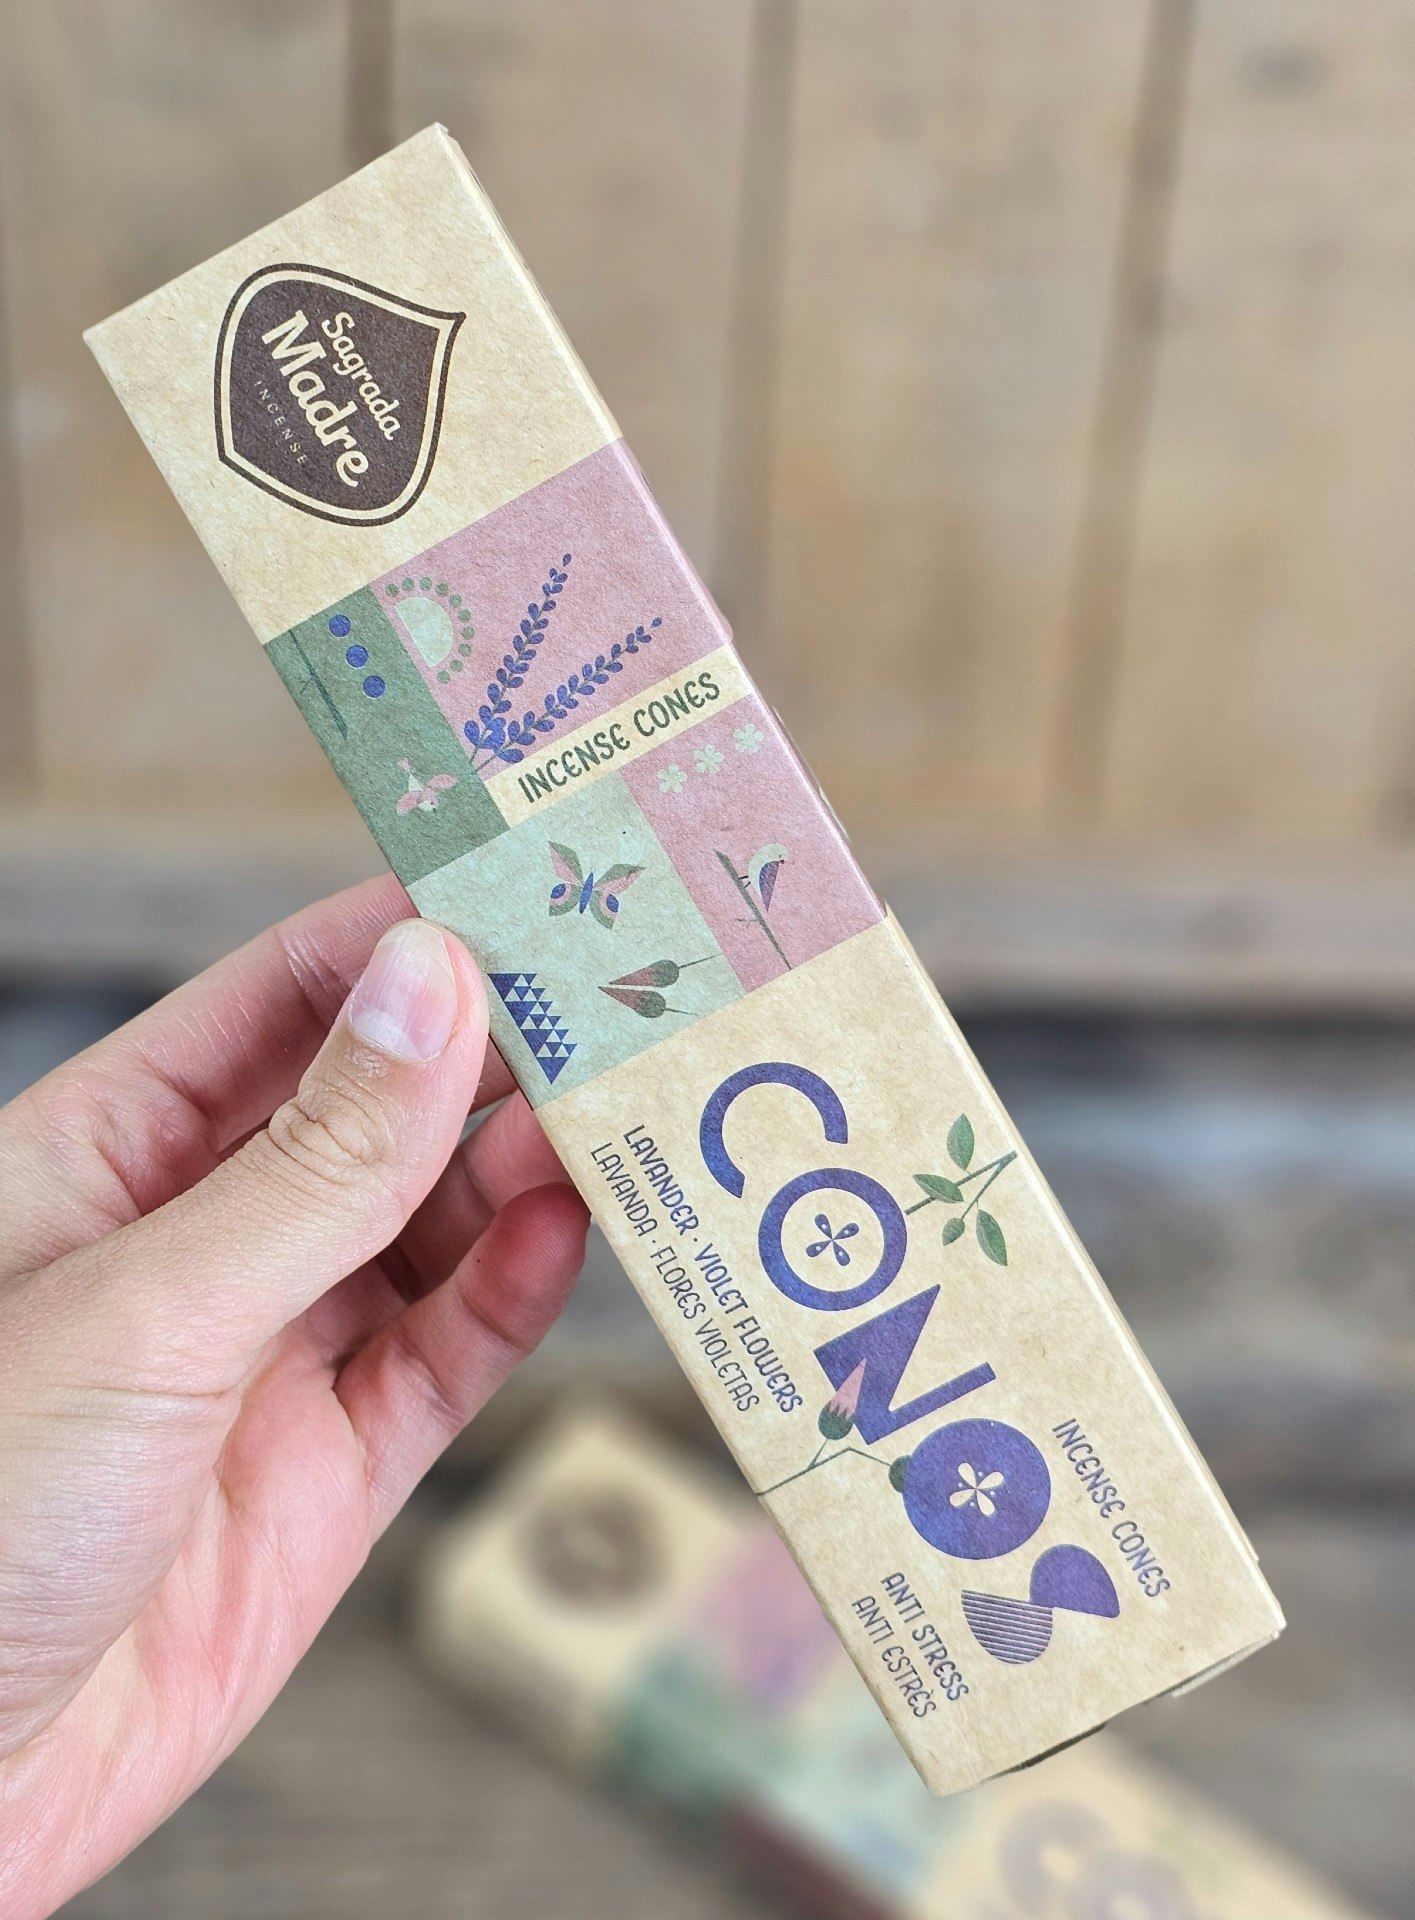 Sagrada
Madre
INCENSE
INCENSE CONES
CONOS
LAVANDER · VIOLET FLOWERS
LAVANDA · FLORES VIOLETAS
INCENSE CONES
ANTI STRESS
ANTI ESTRÈS